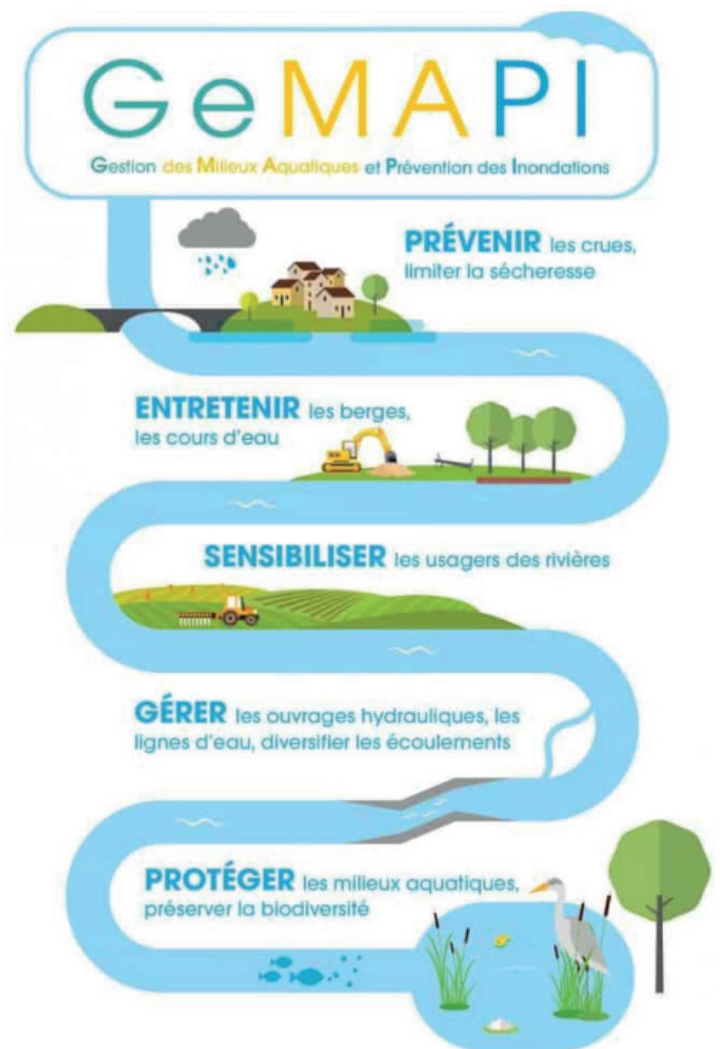 GeMAPI
Gestion des Milieux Aquatiques et Prévention des Inondations
PRÉVENIR les crues,
limiter la sécheresse
ENTRETENIR les berges,
les cours d'eau
SENSIBILISER les usagers des rivières
GÉRER les ouvrages hydrauliques, les
lignes d'eau, diversifier les écoulements
PROTÉGER les milieux aquatiques,
préserver la biodiversité